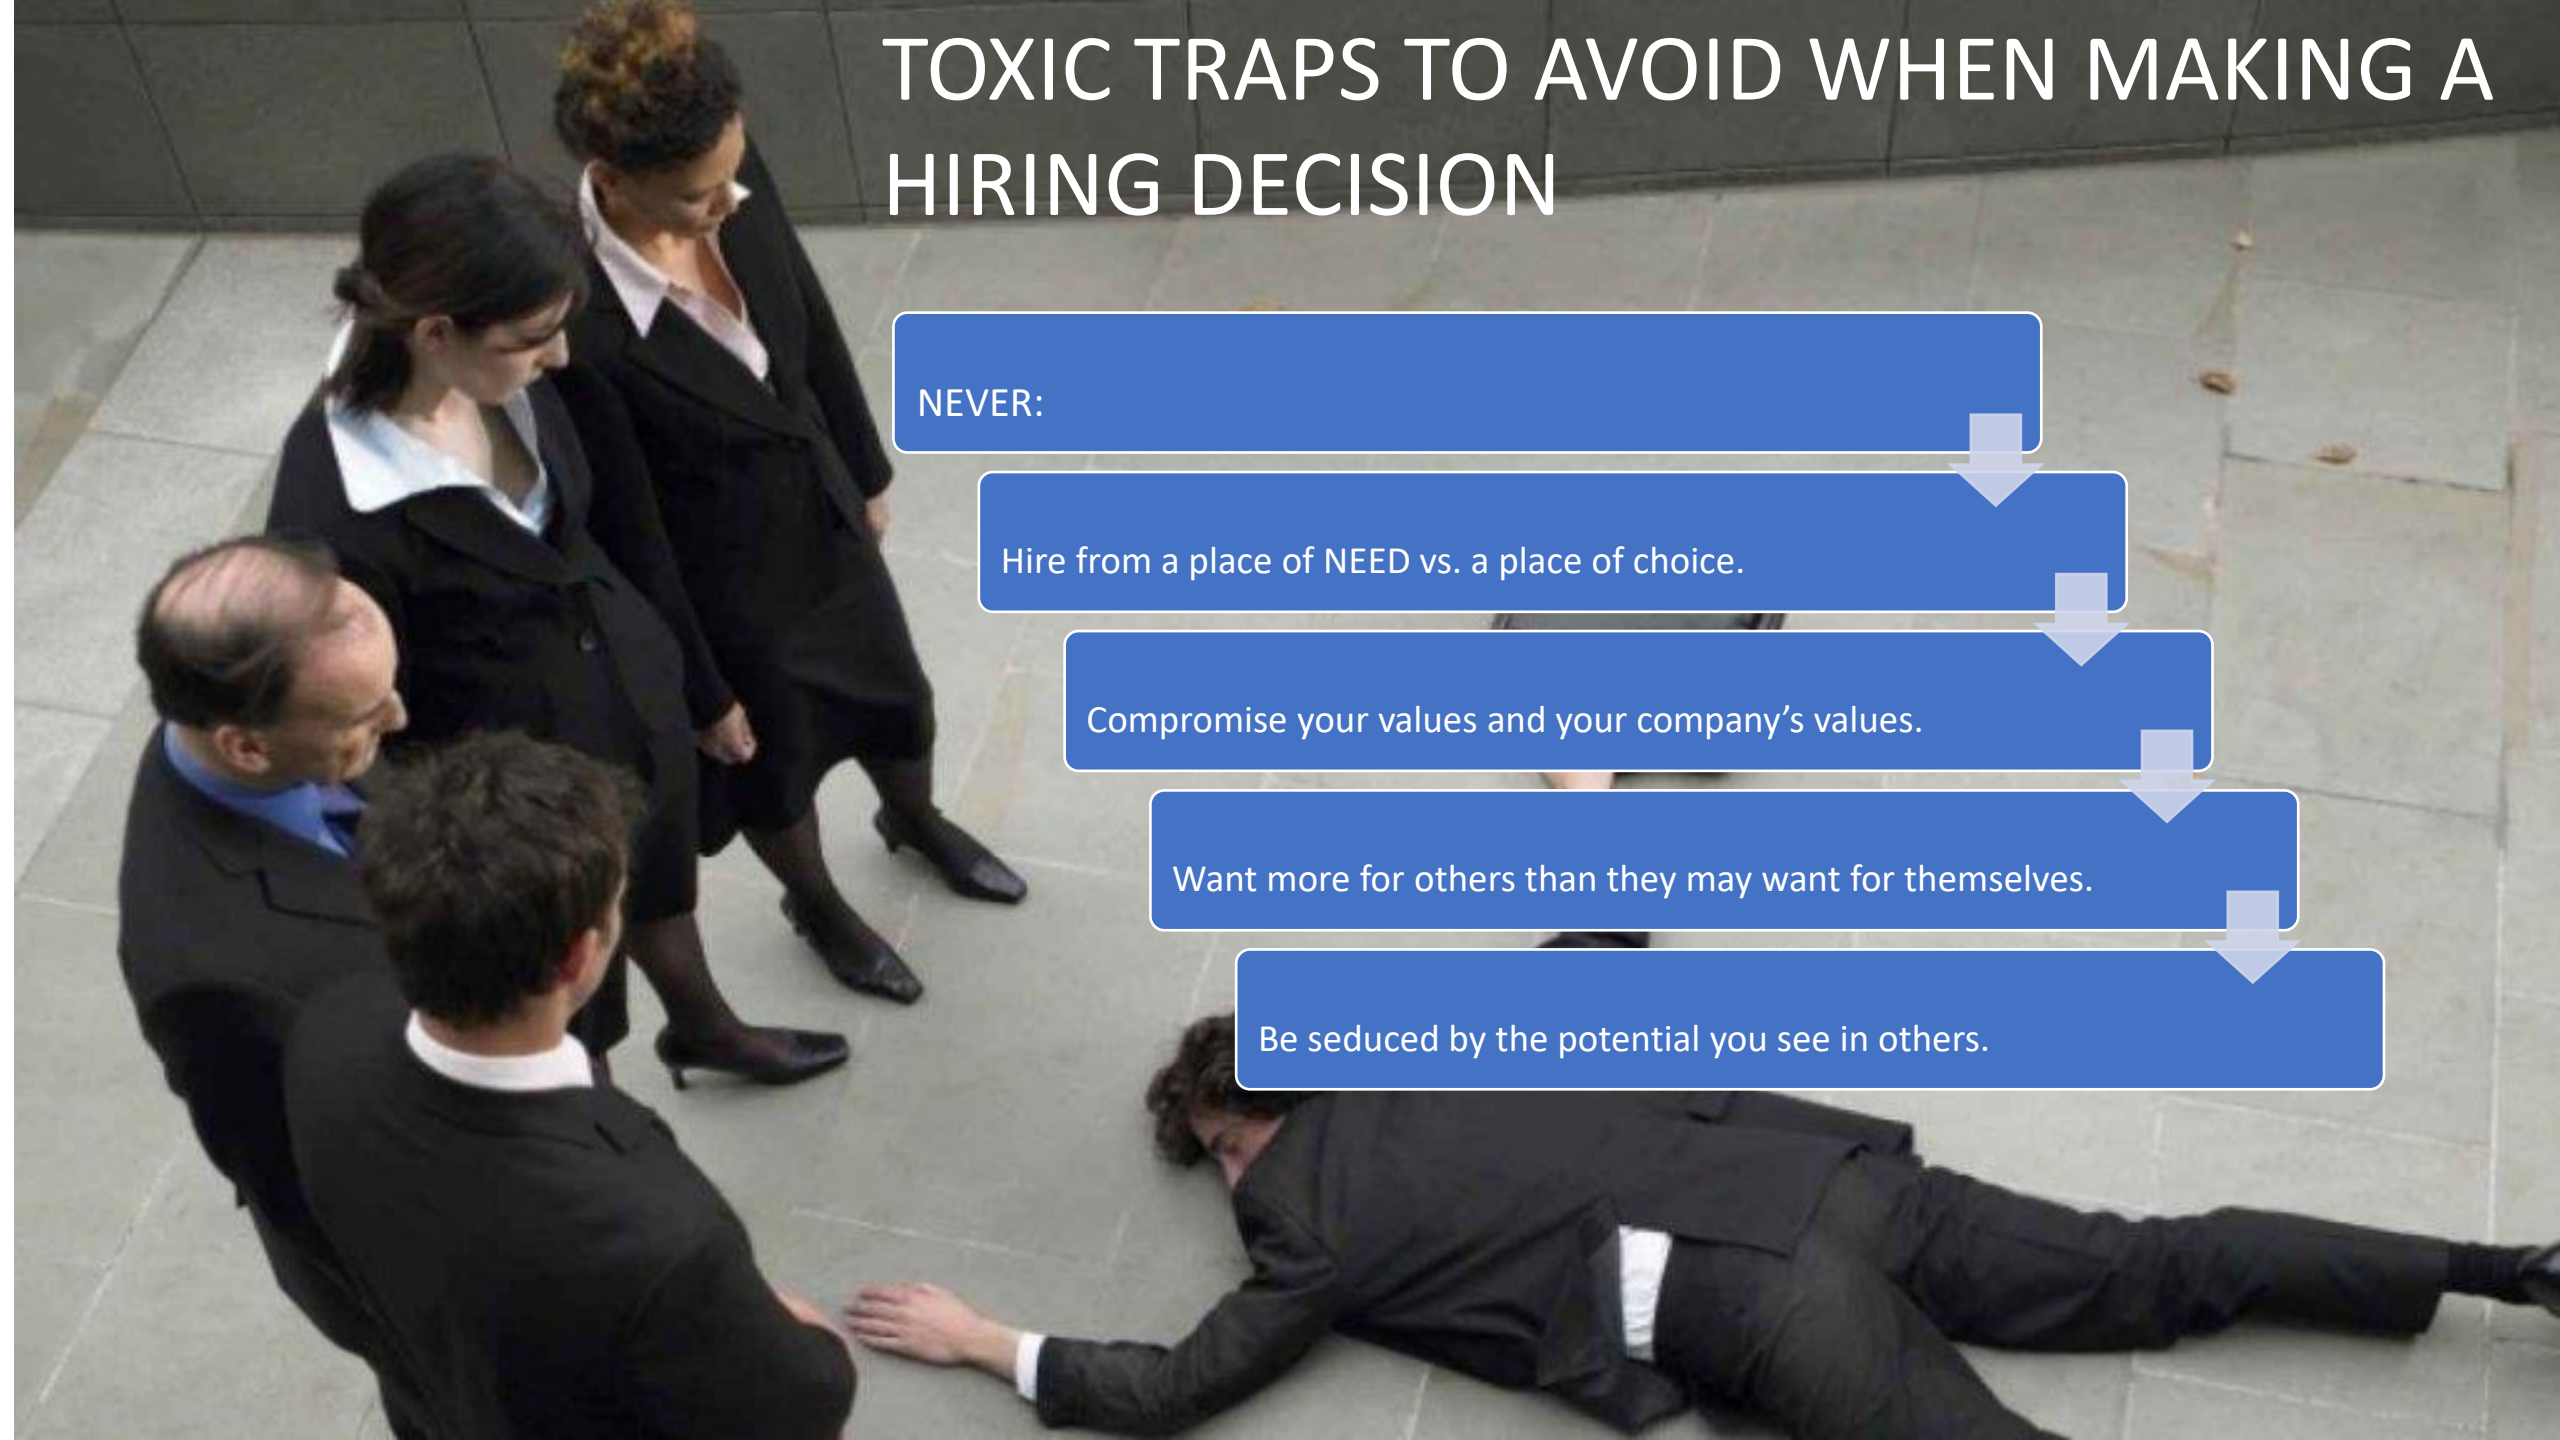 TOXIC TRAPS TO AVOID WHEN MAKING A
HIRING DECISION
NEVER:
Hire from a place of NEED vs. a place of choice.
Compromise your values and your company’s values.
Want more for others than they may want for themselves.
Be seduced by the potential you see in others.